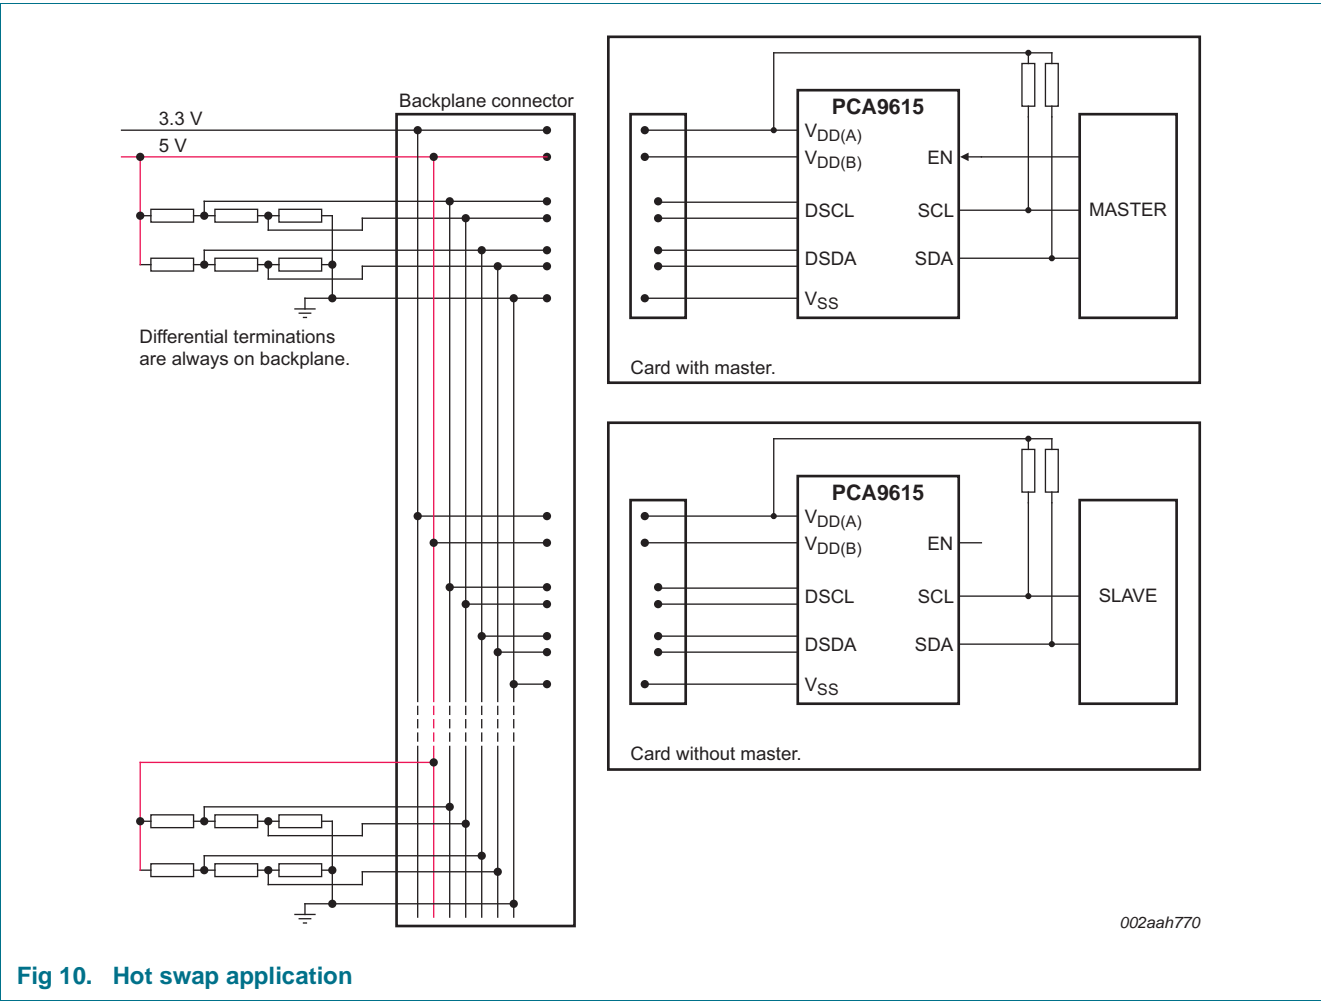 Backplane connector
3.3 V
5 V
Differential terminations
are always on backplane.
PCA9615
VDD(A)
VDD(B)
EN
DSCL
SCL
DSDA
SDA
VSS
MASTER
Card with master.
PCA9615
VDD(A)
VDD(B)
EN
DSCL
SCL
DSDA
SDA
VSS
SLAVE
Card without master.
002aah770
Fig 10. Hot swap application